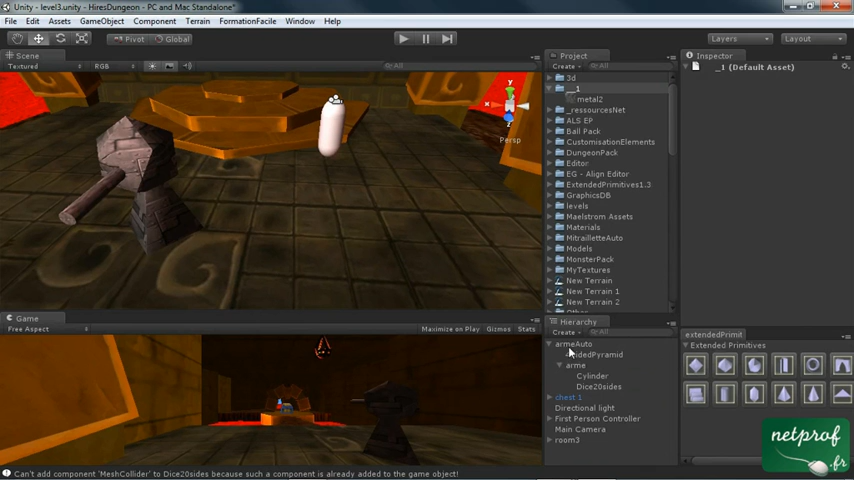 Unity - level3.unity - HiresDungeon - PC and Mac Standalone*
File Edit Assets GameObject Component Terrain FormationFacile Window Help
Pivot Global Layers Layout
Scene
Textured RGB All
y
x
z
Persp
Game
Free Aspect Maximize on Play Gizmos Stats
Project
Create All
3d
__1
metal2
_ressourcesNet
ALS EP
Ball Pack
CustomisationElements
DungeonPack
Editor
EG - Align Editor
ExtendedPrimitives1.3
GraphicsDB
levels
Maelstrom Assets
Materials
MitrailletteAuto
Models
MonsterPack
MyTextures
New Terrain
New Terrain 1
New Terrain 2
Hierarchy
Create All
armeAuto
sidedPyramid
arme
Cylinder
Dice20sides
chest 1
Directional light
First Person Controller
Main Camera
room3
Inspector
__1 (Default Asset)
extendedPrimit
Extended Primitives
netprof
.fr
Can't add component 'MeshCollider' to Dice20sides because such a component is already added to the game object!